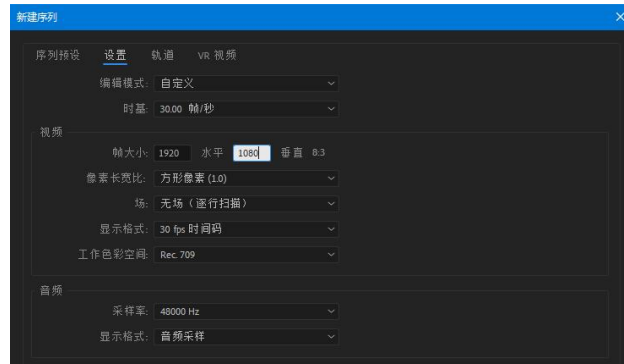 新建序列
序列预设 设置 轨道 VR 视频
编辑模式: 自定义
时基: 30.00 帧/秒
视频
帧大小: 1920 水平 1080 垂直 8:3
像素长宽比: 方形像素 (1.0)
场: 无场（逐行扫描）
显示格式: 30 fps 时间码
工作色彩空间: Rec. 709
音频
采样率: 48000 Hz
显示格式: 音频采样